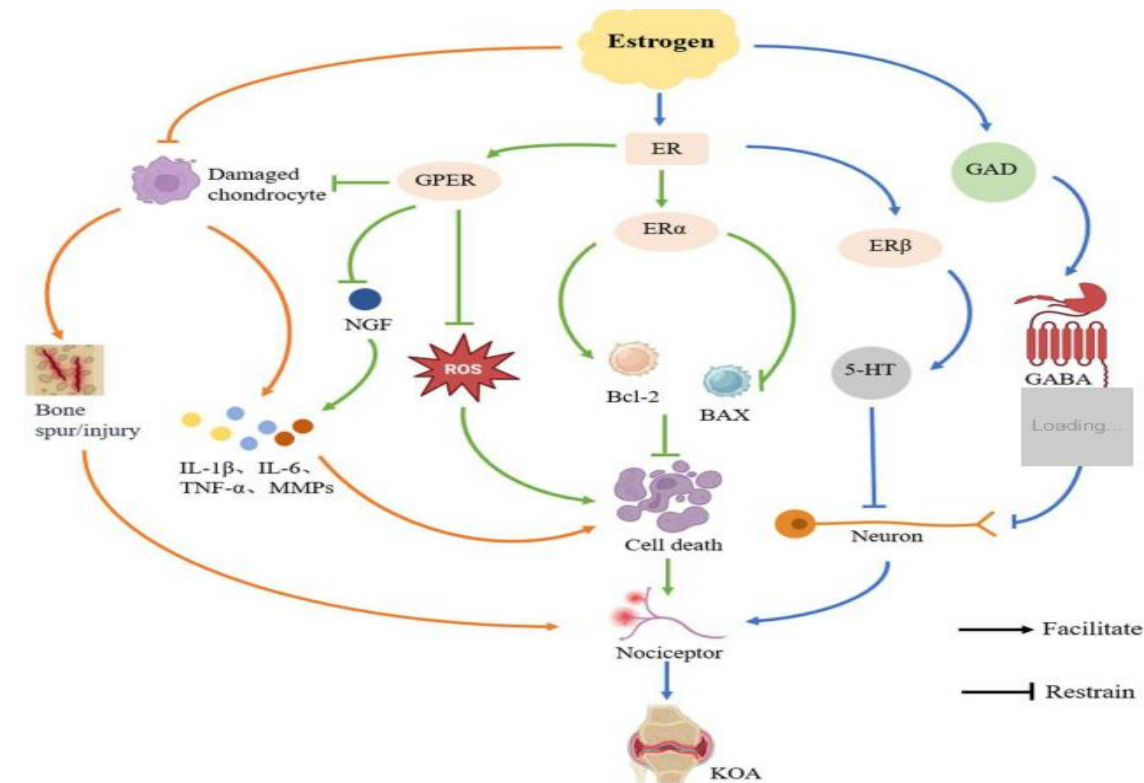 Estrogen
ER
GAD
Damaged
chondrocyte
GPER
ERα
ERβ
NGF
ROS
Bcl-2
BAX
5-HT
GABA
Loading...
Bone
spur/injury
IL-1β、IL-6、
TNF-α、MMPs
Cell death
Neuron
Nociceptor
Facilitate
Restrain
KOA